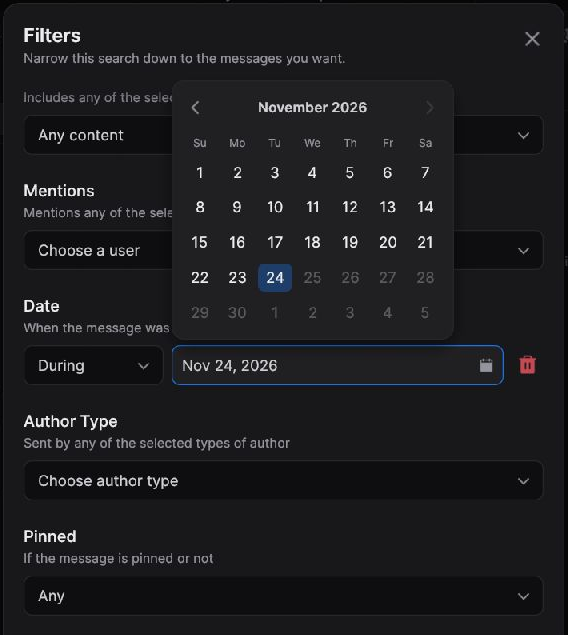 Filters
Narrow this search down to the messages you want.
Includes any of the
Any content
November 2026
Su Mo Tu We Th Fr Sa
1 2 3 4 5 6 7
8 9 10 11 12 13 14
15 16 17 18 19 20 21
22 23 24 25 26 27 28
29 30 1 2 3 4 5
Mentions
Mentions any of the
Choose a user
Date
When the message was
During
Nov 24, 2026
Author Type
Sent by any of the selected types of author
Choose author type
Pinned
If the message is pinned or not
Any